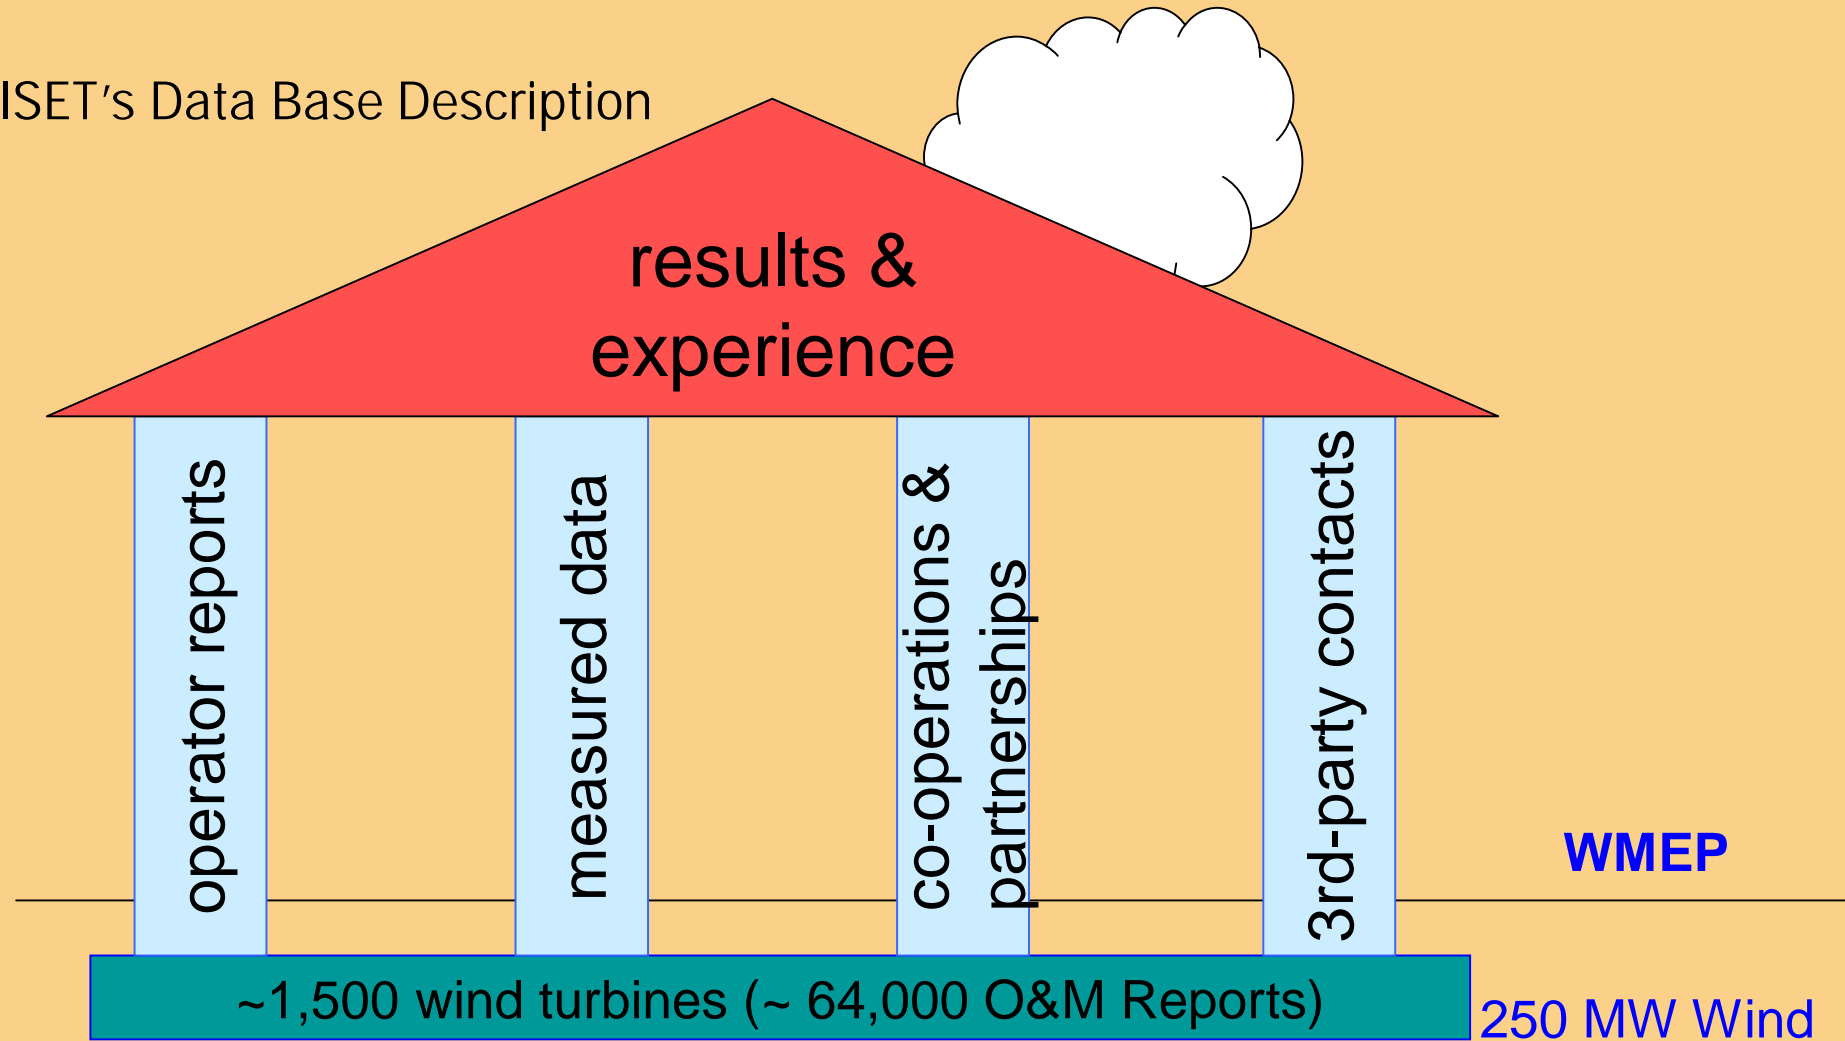 ISET's Data Base Description
results &
experience
operator reports
measured data
co-operations &
partnerships
3rd-party contacts
WMEP
~1,500 wind turbines (~ 64,000 O&M Reports)
250 MW Wind